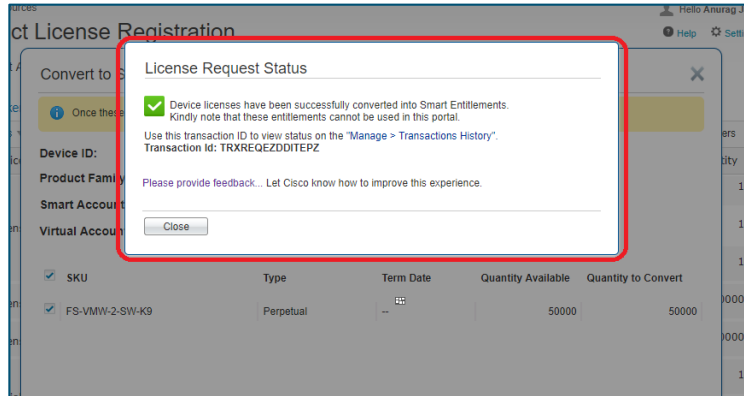 Hello Anurag J
ct License Registration
Help
Setti
License Request Status
Convert to S
Device licenses have been successfully converted into Smart Entitlements.
Kindly note that these entitlements cannot be used in this portal.
Once these
Use this transaction ID to view status on the "Manage > Transactions History".
Transaction Id: TRXREQEZDDITEPZ
Device ID:
Product Family
Please provide feedback... Let Cisco know how to improve this experience.
Smart Account
Virtual Accoun
Close
SKU Type Term Date Quantity Available Quantity to Convert
FS-VMW-2-SW-K9 Perpetual -- 50000 50000